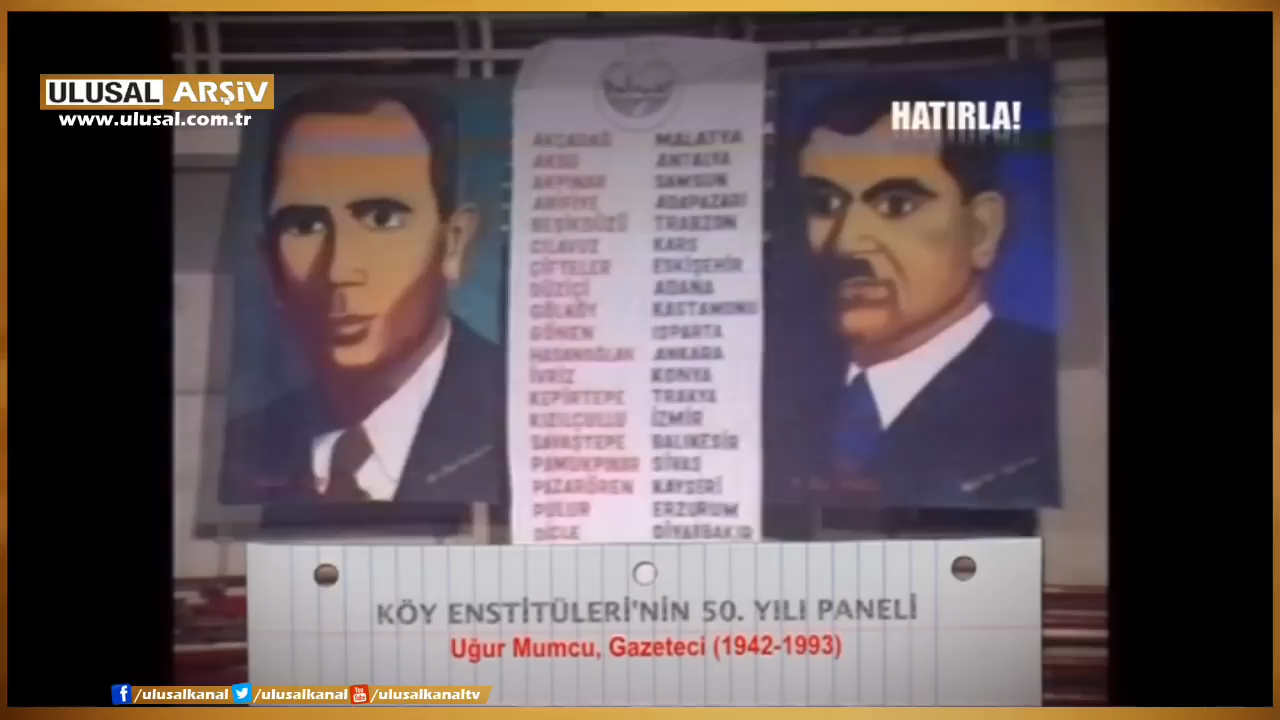 ULUSAL ARŞİV
www.ulusal.com.tr
HATIRLA!
AKÇADAĞ MALATYA
AKSU ANTALYA
AKPINAR SAMSUN
ARİFİYE ADAPAZARI
BEŞİKDÜZÜ TRABZON
CILAVUZ KARS
ÇİFTELER ESKİŞEHİR
DÜZİÇİ ADANA
GÖLKÖY KASTAMONU
GÖNEN ISPARTA
HASANOĞLAN ANKARA
İVRİZ KONYA
KEPİRTEPE TRAKYA
KIZILÇULLU İZMİR
SAVAŞTEPE BALIKESİR
PAMUKPINAR SİVAS
PAZARÖREN KAYSERİ
PULUR ERZURUM
DİCLE DİYARBAKIR
KÖY ENSTİTÜLERİ'NİN 50. YILI PANELİ
Uğur Mumcu, Gazeteci (1942-1993)
/ulusalkanal /ulusalkanal /ulusalkanaltv